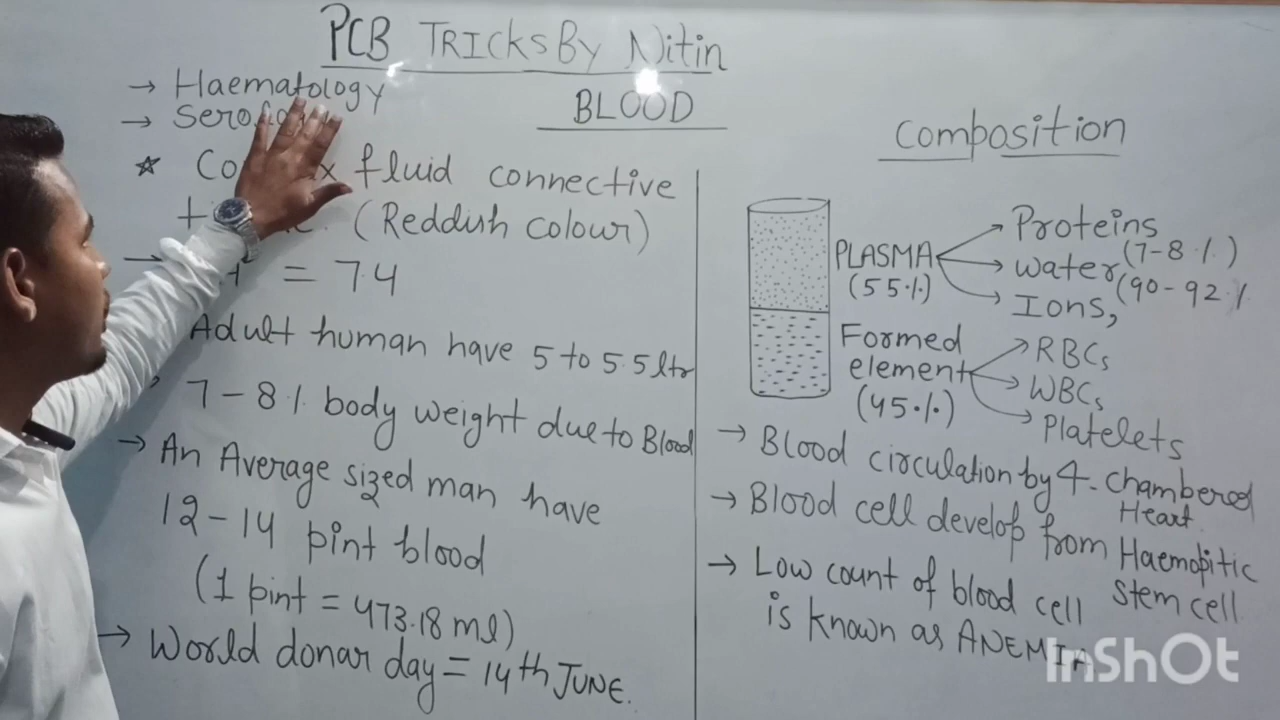 PCB TRICKS BY Nitin
→ Haematology
→ Sero
BLOOD
★ Co x fluid connective
(Reddish colour)
→ = 7.4
Adult human have 5 to 5.5 ltr
7-8% body weight due to Blood
→ An Average sized man have
12-14 pint blood
(1 pint = 473.18 ml)
→ World donar day = 14th JUNE.
Composition
PLASMA
(55%)
Proteins
(7-8%)
Water
(90-92%
Ions,
Formed
element
(45%)
RBCs
WBCs
Platelets
→ Blood circulation by 4-Chambered
Heart.
→ Blood cell develop from Haemopitic
Stem cell
→ Low count of blood cell
is known as ANEMIA
InShOt